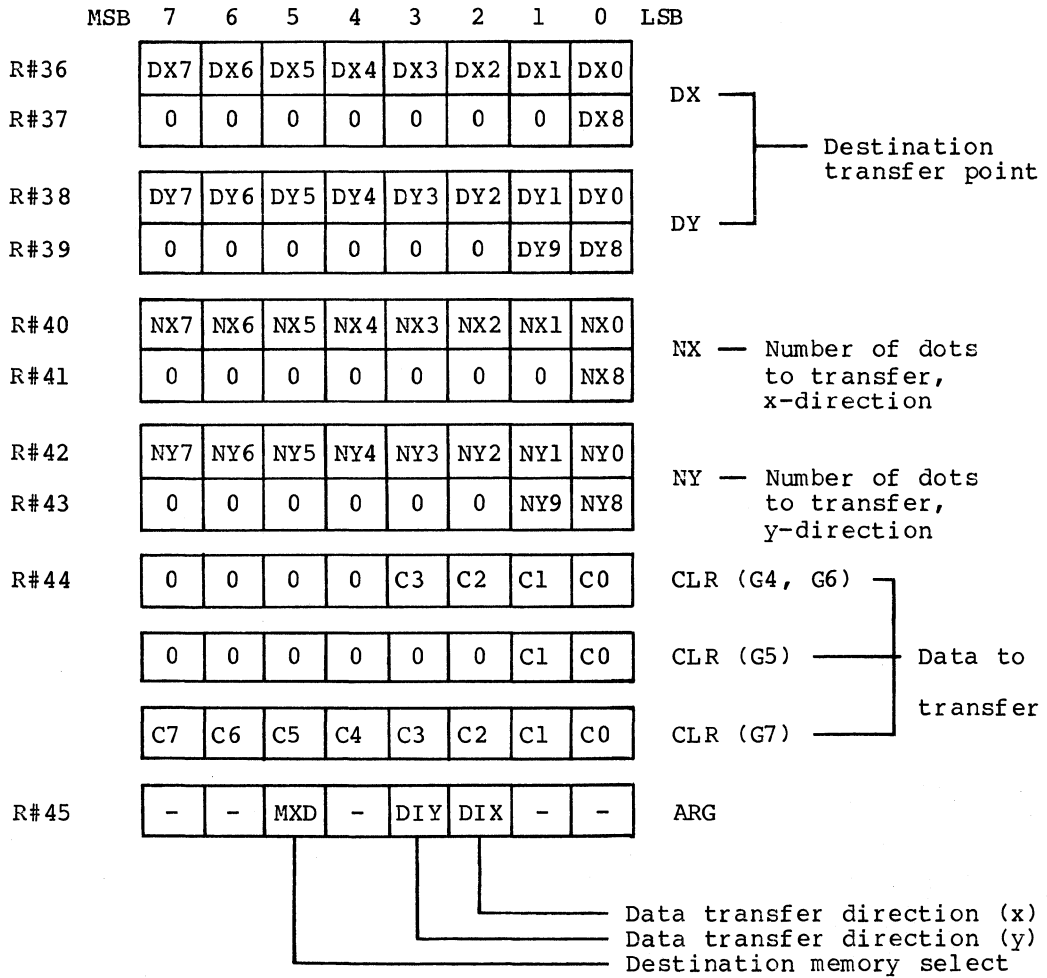 MSB 7 6 5 4 3 2 1 0 LSB
R#36 DX7 DX6 DX5 DX4 DX3 DX2 DX1 DX0
DX
R#37 0 0 0 0 0 0 0 DX8
Destination
transfer point
R#38 DY7 DY6 DY5 DY4 DY3 DY2 DY1 DY0
DY
R#39 0 0 0 0 0 0 DY9 DY8
R#40 NX7 NX6 NX5 NX4 NX3 NX2 NX1 NX0
NX — Number of dots
to transfer,
x-direction
R#41 0 0 0 0 0 0 0 NX8
R#42 NY7 NY6 NY5 NY4 NY3 NY2 NY1 NY0
NY — Number of dots
to transfer,
y-direction
R#43 0 0 0 0 0 0 NY9 NY8
R#44 0 0 0 0 C3 C2 C1 C0 CLR (G4, G6)
0 0 0 0 0 0 C1 C0 CLR (G5) Data to
transfer
C7 C6 C5 C4 C3 C2 C1 C0 CLR (G7)
R#45 - - MXD - DIY DIX - - ARG
Data transfer direction (x)
Data transfer direction (y)
Destination memory select